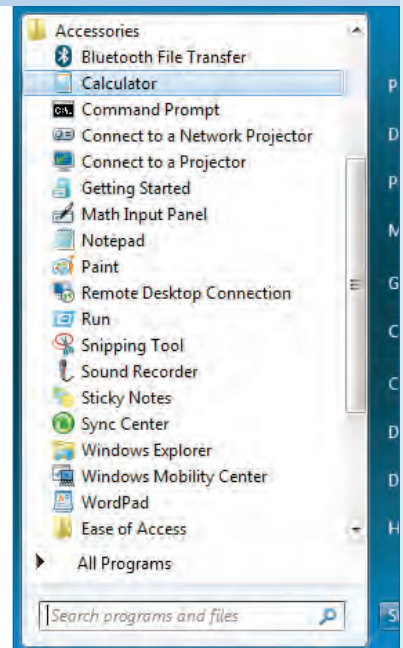 Accessories
Bluetooth File Transfer
Calculator
Command Prompt
Connect to a Network Projector
Connect to a Projector
Getting Started
Math Input Panel
Notepad
Paint
Remote Desktop Connection
Run
Snipping Tool
Sound Recorder
Sticky Notes
Sync Center
Windows Explorer
Windows Mobility Center
WordPad
Ease of Access
All Programs
Search programs and files
P
D
P
M
G
C
C
D
D
H